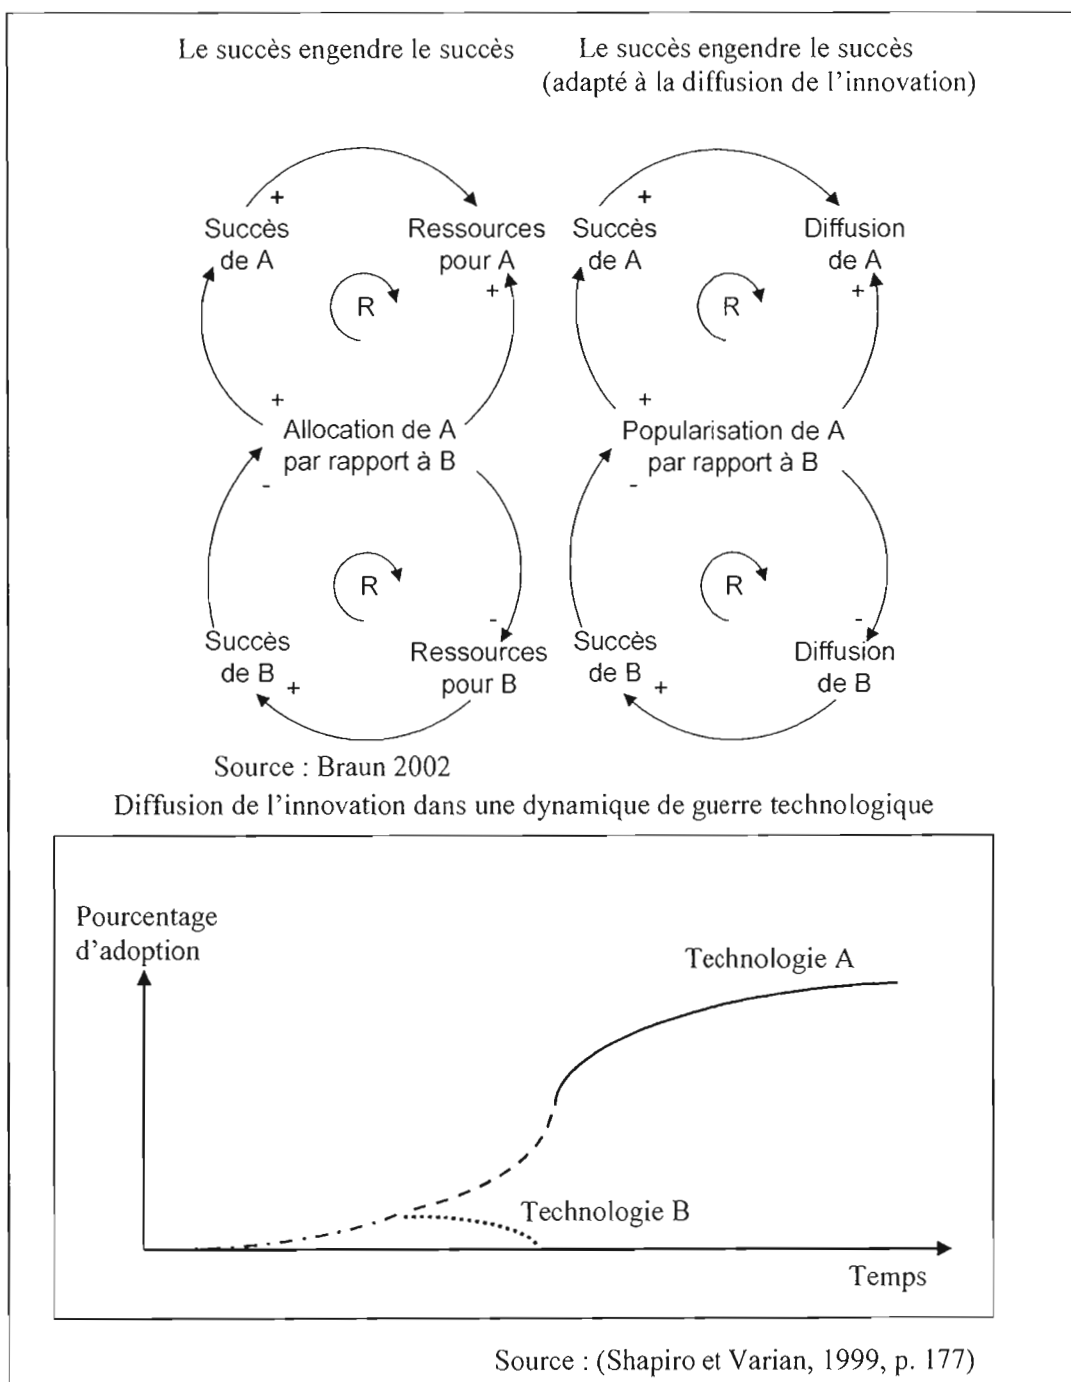 Le succès engendre le succès
Le succès engendre le succès
(adapté à la diffusion de l'innovation)
+
Succès
de A
Ressources
pour A
+
R
+
Allocation de A
par rapport à B
-
R
-
Succès
de B
+
Ressources
pour B
+
Succès
de A
Diffusion
de A
+
R
+
Popularisation de A
par rapport à B
-
R
-
Succès
de B
+
Diffusion
de B
Source : Braun 2002
Diffusion de l'innovation dans une dynamique de guerre technologique
Pourcentage
d'adoption
Technologie A
Technologie B
Temps
Source : (Shapiro et Varian, 1999, p. 177)